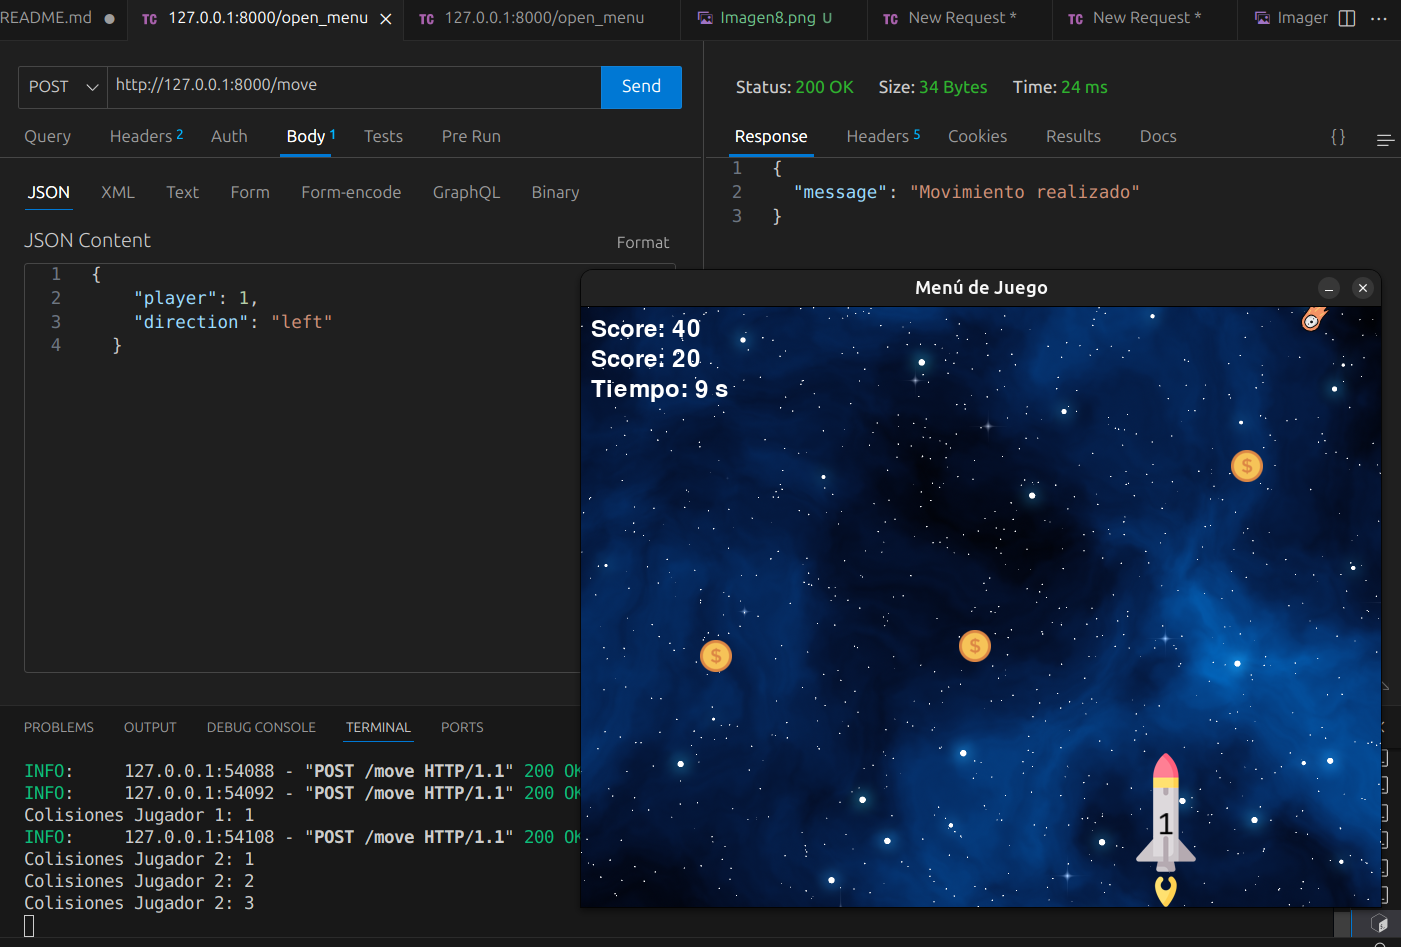 README.md
TC 127.0.0.1:8000/open_menu
TC 127.0.0.1:8000/open_menu
Imagen8.png U
TC New Request *
TC New Request *
Imager
POST
http://127.0.0.1:8000/move
Send
Status: 200 OK Size: 34 Bytes Time: 24 ms
Query Headers 2 Auth Body 1 Tests Pre Run
Response Headers 5 Cookies Results Docs {}
JSON XML Text Form Form-encode GraphQL Binary
JSON Content
Format
1 {
2 "player": 1,
3 "direction": "left"
4 }
1 {
2 "message": "Movimiento realizado"
3 }
Menú de Juego
Score: 40
Score: 20
Tiempo: 9 s
$
$
$
1
PROBLEMS OUTPUT DEBUG CONSOLE TERMINAL PORTS
INFO: 127.0.0.1:54088 - "POST /move HTTP/1.1" 200 OK
INFO: 127.0.0.1:54092 - "POST /move HTTP/1.1" 200 OK
Colisiones Jugador 1: 1
INFO: 127.0.0.1:54108 - "POST /move HTTP/1.1" 200 OK
Colisiones Jugador 2: 1
Colisiones Jugador 2: 2
Colisiones Jugador 2: 3